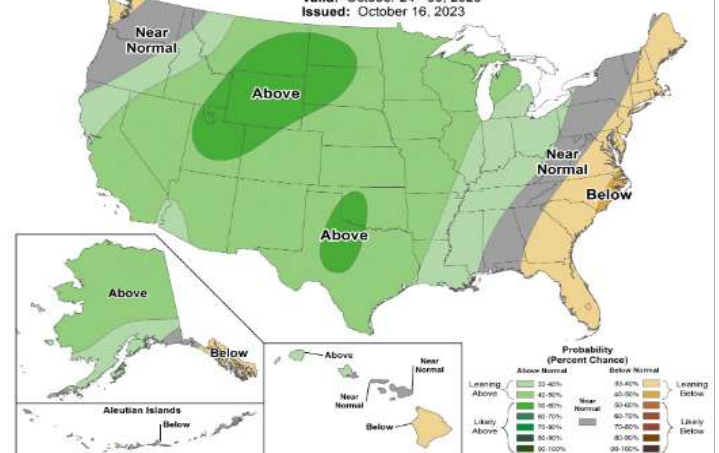 Issued: October 16, 2023
Near
Normal
Above
Near
Normal
Below
Above
Above
Below
Aleutian Islands
Below
Above
Near
Normal
Near
Normal
Below
Probability
(Percent Chance)
Above Normal
Below Normal
Leaning
Above
33-40%
40-50%
Likely
Above
50-60%
60-70%
70-80%
80-90%
90-100%
Near
Normal
33-40%
40-50%
Leaning
Below
50-60%
60-70%
70-80%
80-90%
90-100%
Likely
Below